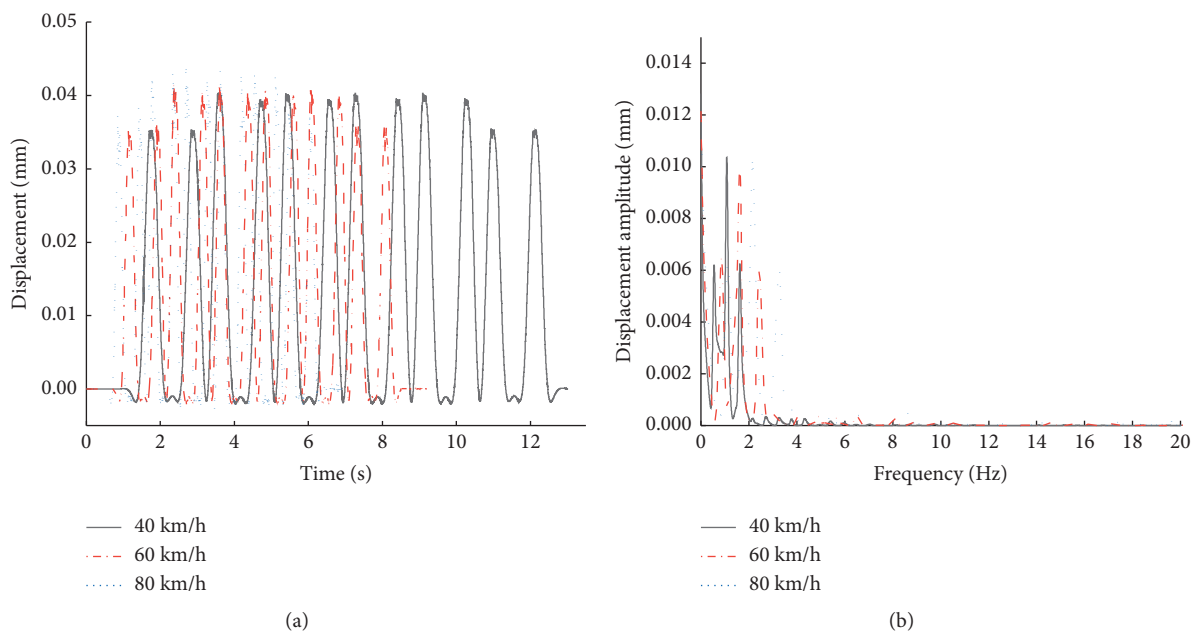 Displacement (mm)
0.05
0.04
0.03
0.02
0.01
0.00
0 2 4 6 8 10 12
Time (s)
40 km/h
60 km/h
80 km/h
(a)
Displacement amplitude (mm)
0.014
0.012
0.010
0.008
0.006
0.004
0.002
0.000
0 2 4 6 8 10 12 14 16 18 20
Frequency (Hz)
40 km/h
60 km/h
80 km/h
(b)